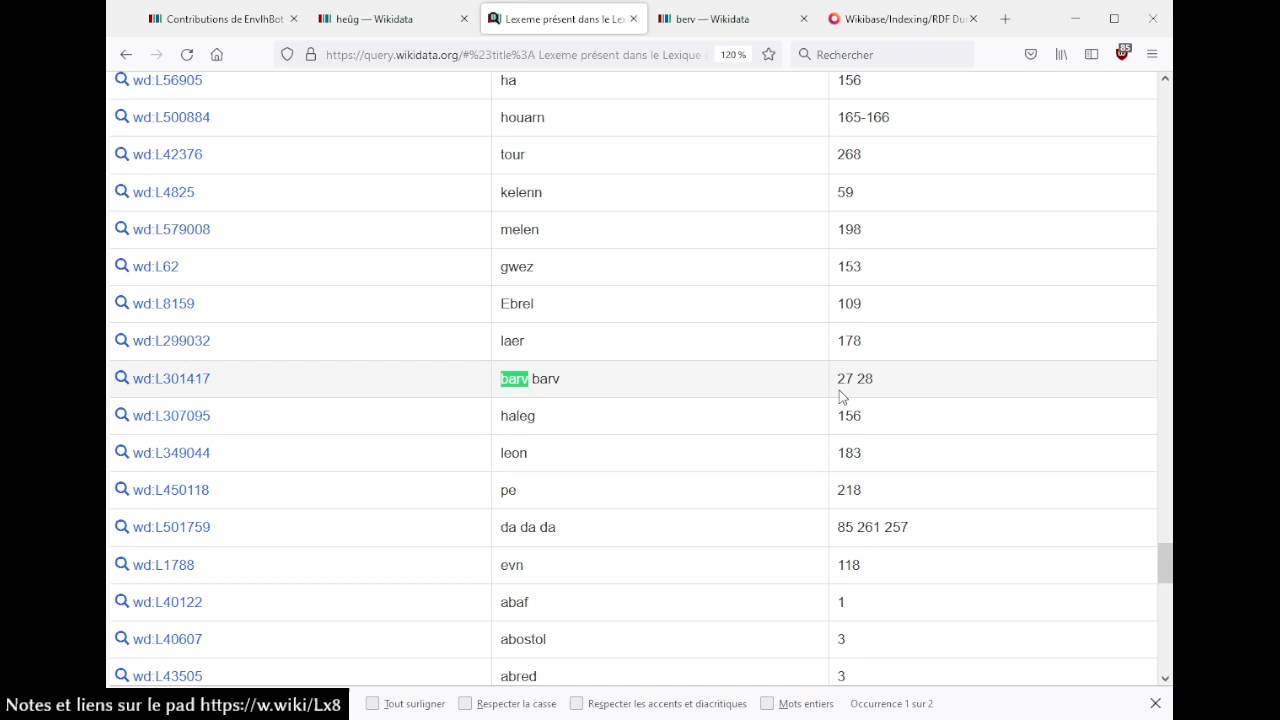 Contributions de EnvlhBot
heûg — Wikidata
Lexeme présent dans le Lex
berv — Wikidata
Wikibase/Indexing/RDF Du
https://query.wikidata.org/#%23title%3A Lexeme présent dans le Lexique
120 %
Rechercher
85
wd:L56905 ha 156
wd:L500884 houarn 165-166
wd:L42376 tour 268
wd:L4825 kelenn 59
wd:L579008 melen 198
wd:L62 gwez 153
wd:L8159 Ebrel 109
wd:L299032 laer 178
wd:L301417 barv barv 27 28
wd:L307095 haleg 156
wd:L349044 leon 183
wd:L450118 pe 218
wd:L501759 da da da 85 261 257
wd:L1788 evn 118
wd:L40122 abaf 1
wd:L40607 abostol 3
wd:L43505 abred 3
Notes et liens sur le pad https://w.wiki/Lx8
Tout surligner Respecter la casse Respecter les accents et diacritiques Mots entiers Occurrence 1 sur 2